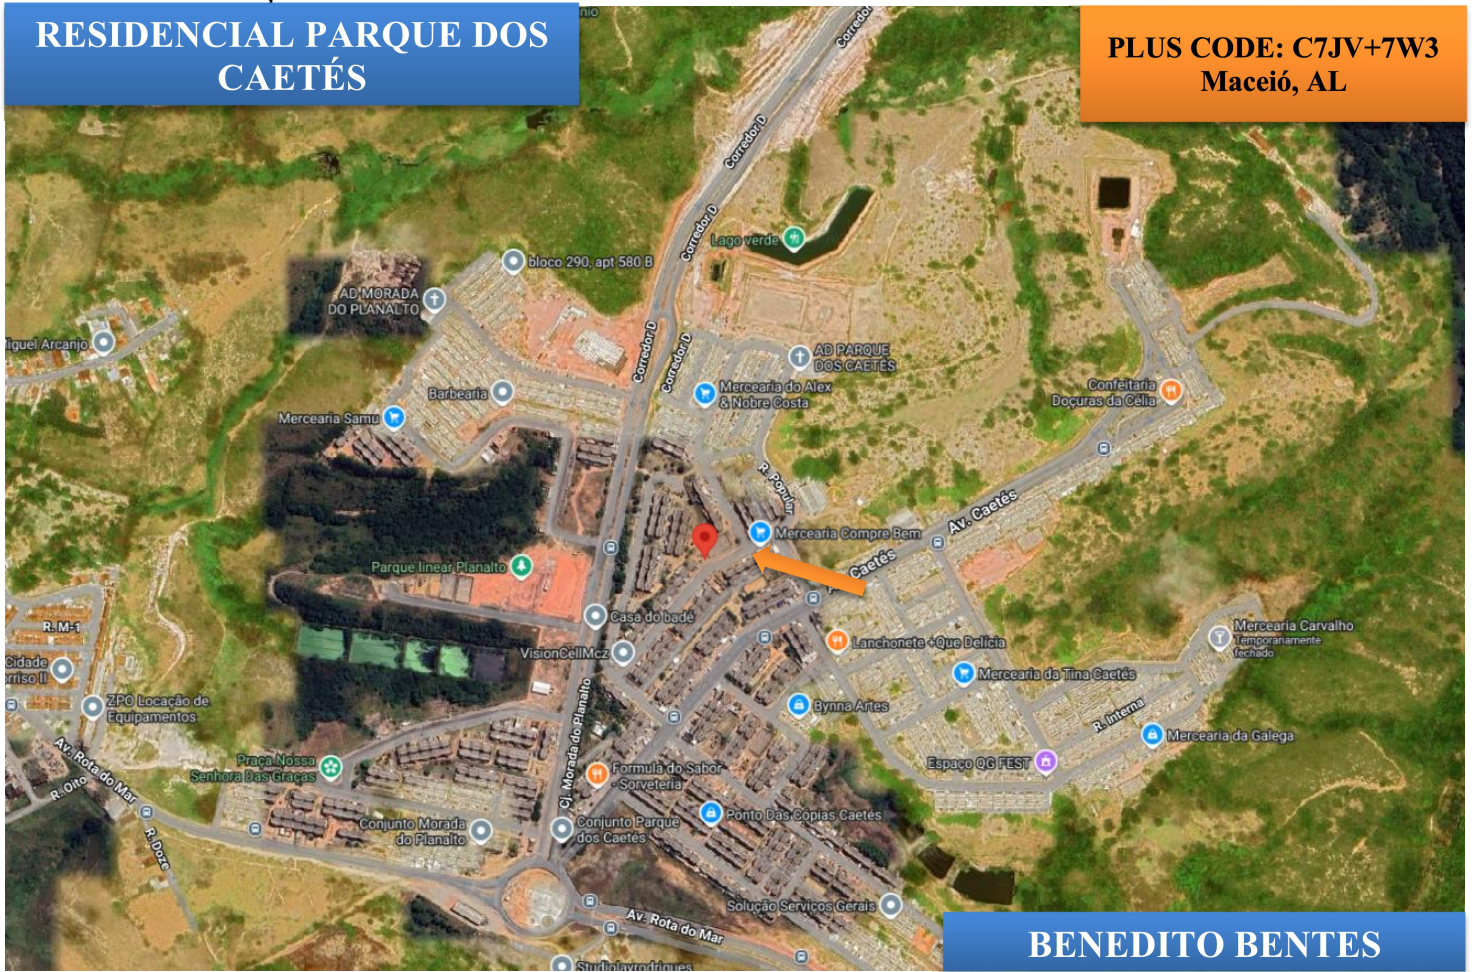 RESIDENCIAL PARQUE DOS
CAETÉS
PLUS CODE: C7JV+7W3
Maceió, AL
Corredor D
Corredor D
Corredor D
Lago verde
bloco 290, apt 580 B
AD MORADA
DO PLANALTO
iguel Arcanjo
Corredor D
Corredor D
AD PARQUE
DOS CAETÉS
Barbearia
Mercearia do Alex
& Nobre Costa
Confeitaria
Doçuras da Célia
Mercearia Samu
R. Popular
Av. Caetés
Mercearia Compre Bem
Caetés
Parque linear Planalto
Casa do badé
R. M-1
VisionCellMcz
Lanchonete +Que Delícia
Mercearia Carvalho
Temporariamente
fechado
Cidade
orriso II
Mercearia da Tina Caetés
ZPO Locação de
Equipamentos
Bynna Artes
R. Interna
Mercearia da Galega
Cj. Morada do Planalto
Av. Rota do Mar
R. Oito
Praça Nossa
Senhora Das Graças
Espaço QG FEST
Formula do Sabor
- Sorveteria
Ponto Das Cópias Caetés
Conjunto Morada
do Planalto
Conjunto Parque
dos Caetés
R. Doze
Solução Serviços Gerais
Av. Rota do Mar
BENEDITO BENTES
Studiolayrodrigues